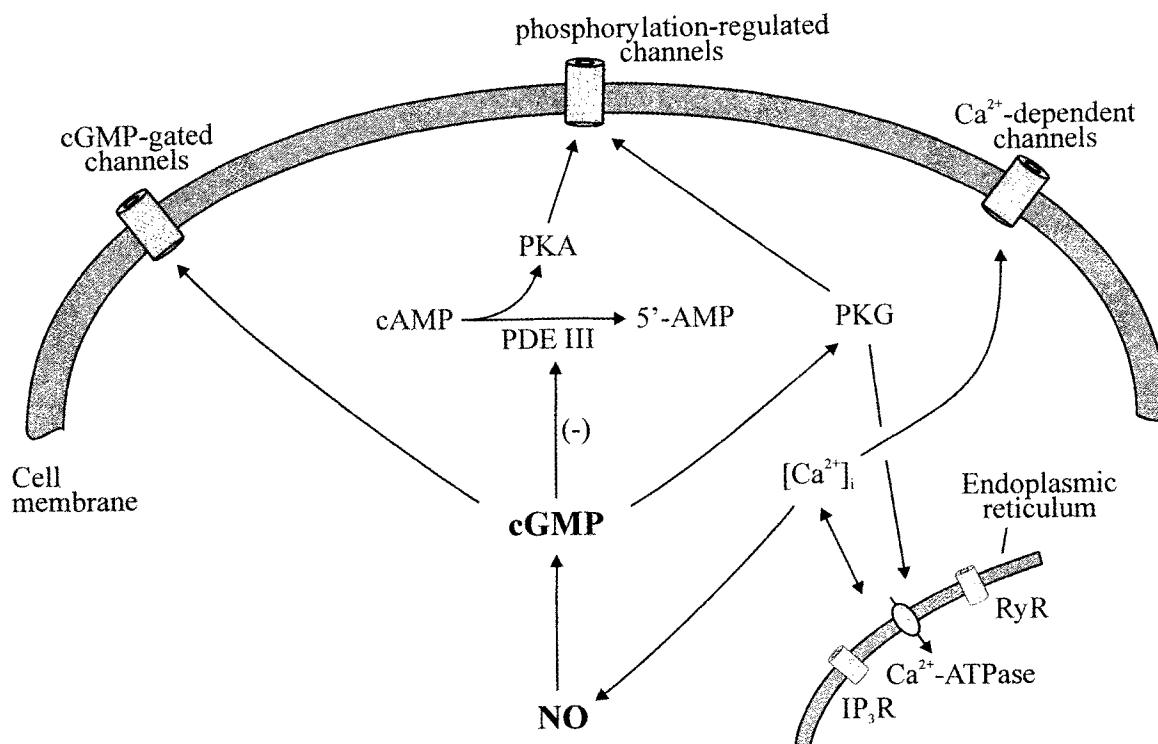 phosphorylation-regulated
channels
Ca²⁺-dependent
channels
cGMP-gated
channels
PKA
cAMP
5'-AMP
PKG
PDE III
(-)
Cell
membrane
[Ca²⁺]ᵢ
Endoplasmic
reticulum
cGMP
RyR
Ca²⁺-ATPase
IP₃R
NO